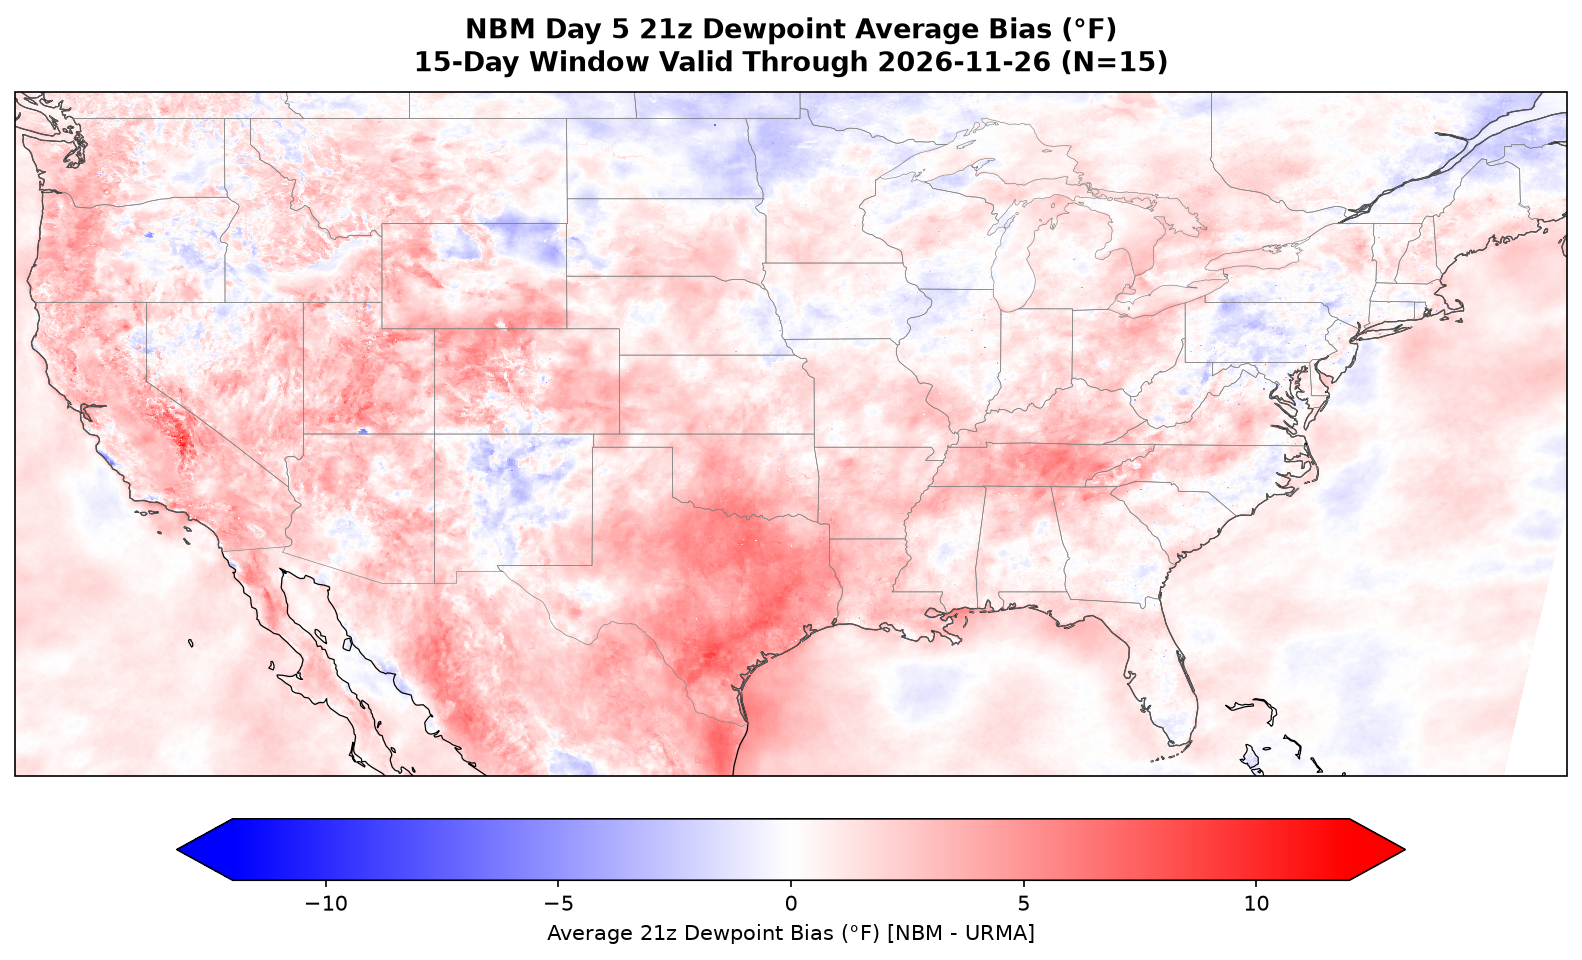 NBM Day 5 21z Dewpoint Average Bias (°F)
15-Day Window Valid Through 2026-11-26 (N=15)
−10 −5 0 5 10
Average 21z Dewpoint Bias (°F) [NBM - URMA]